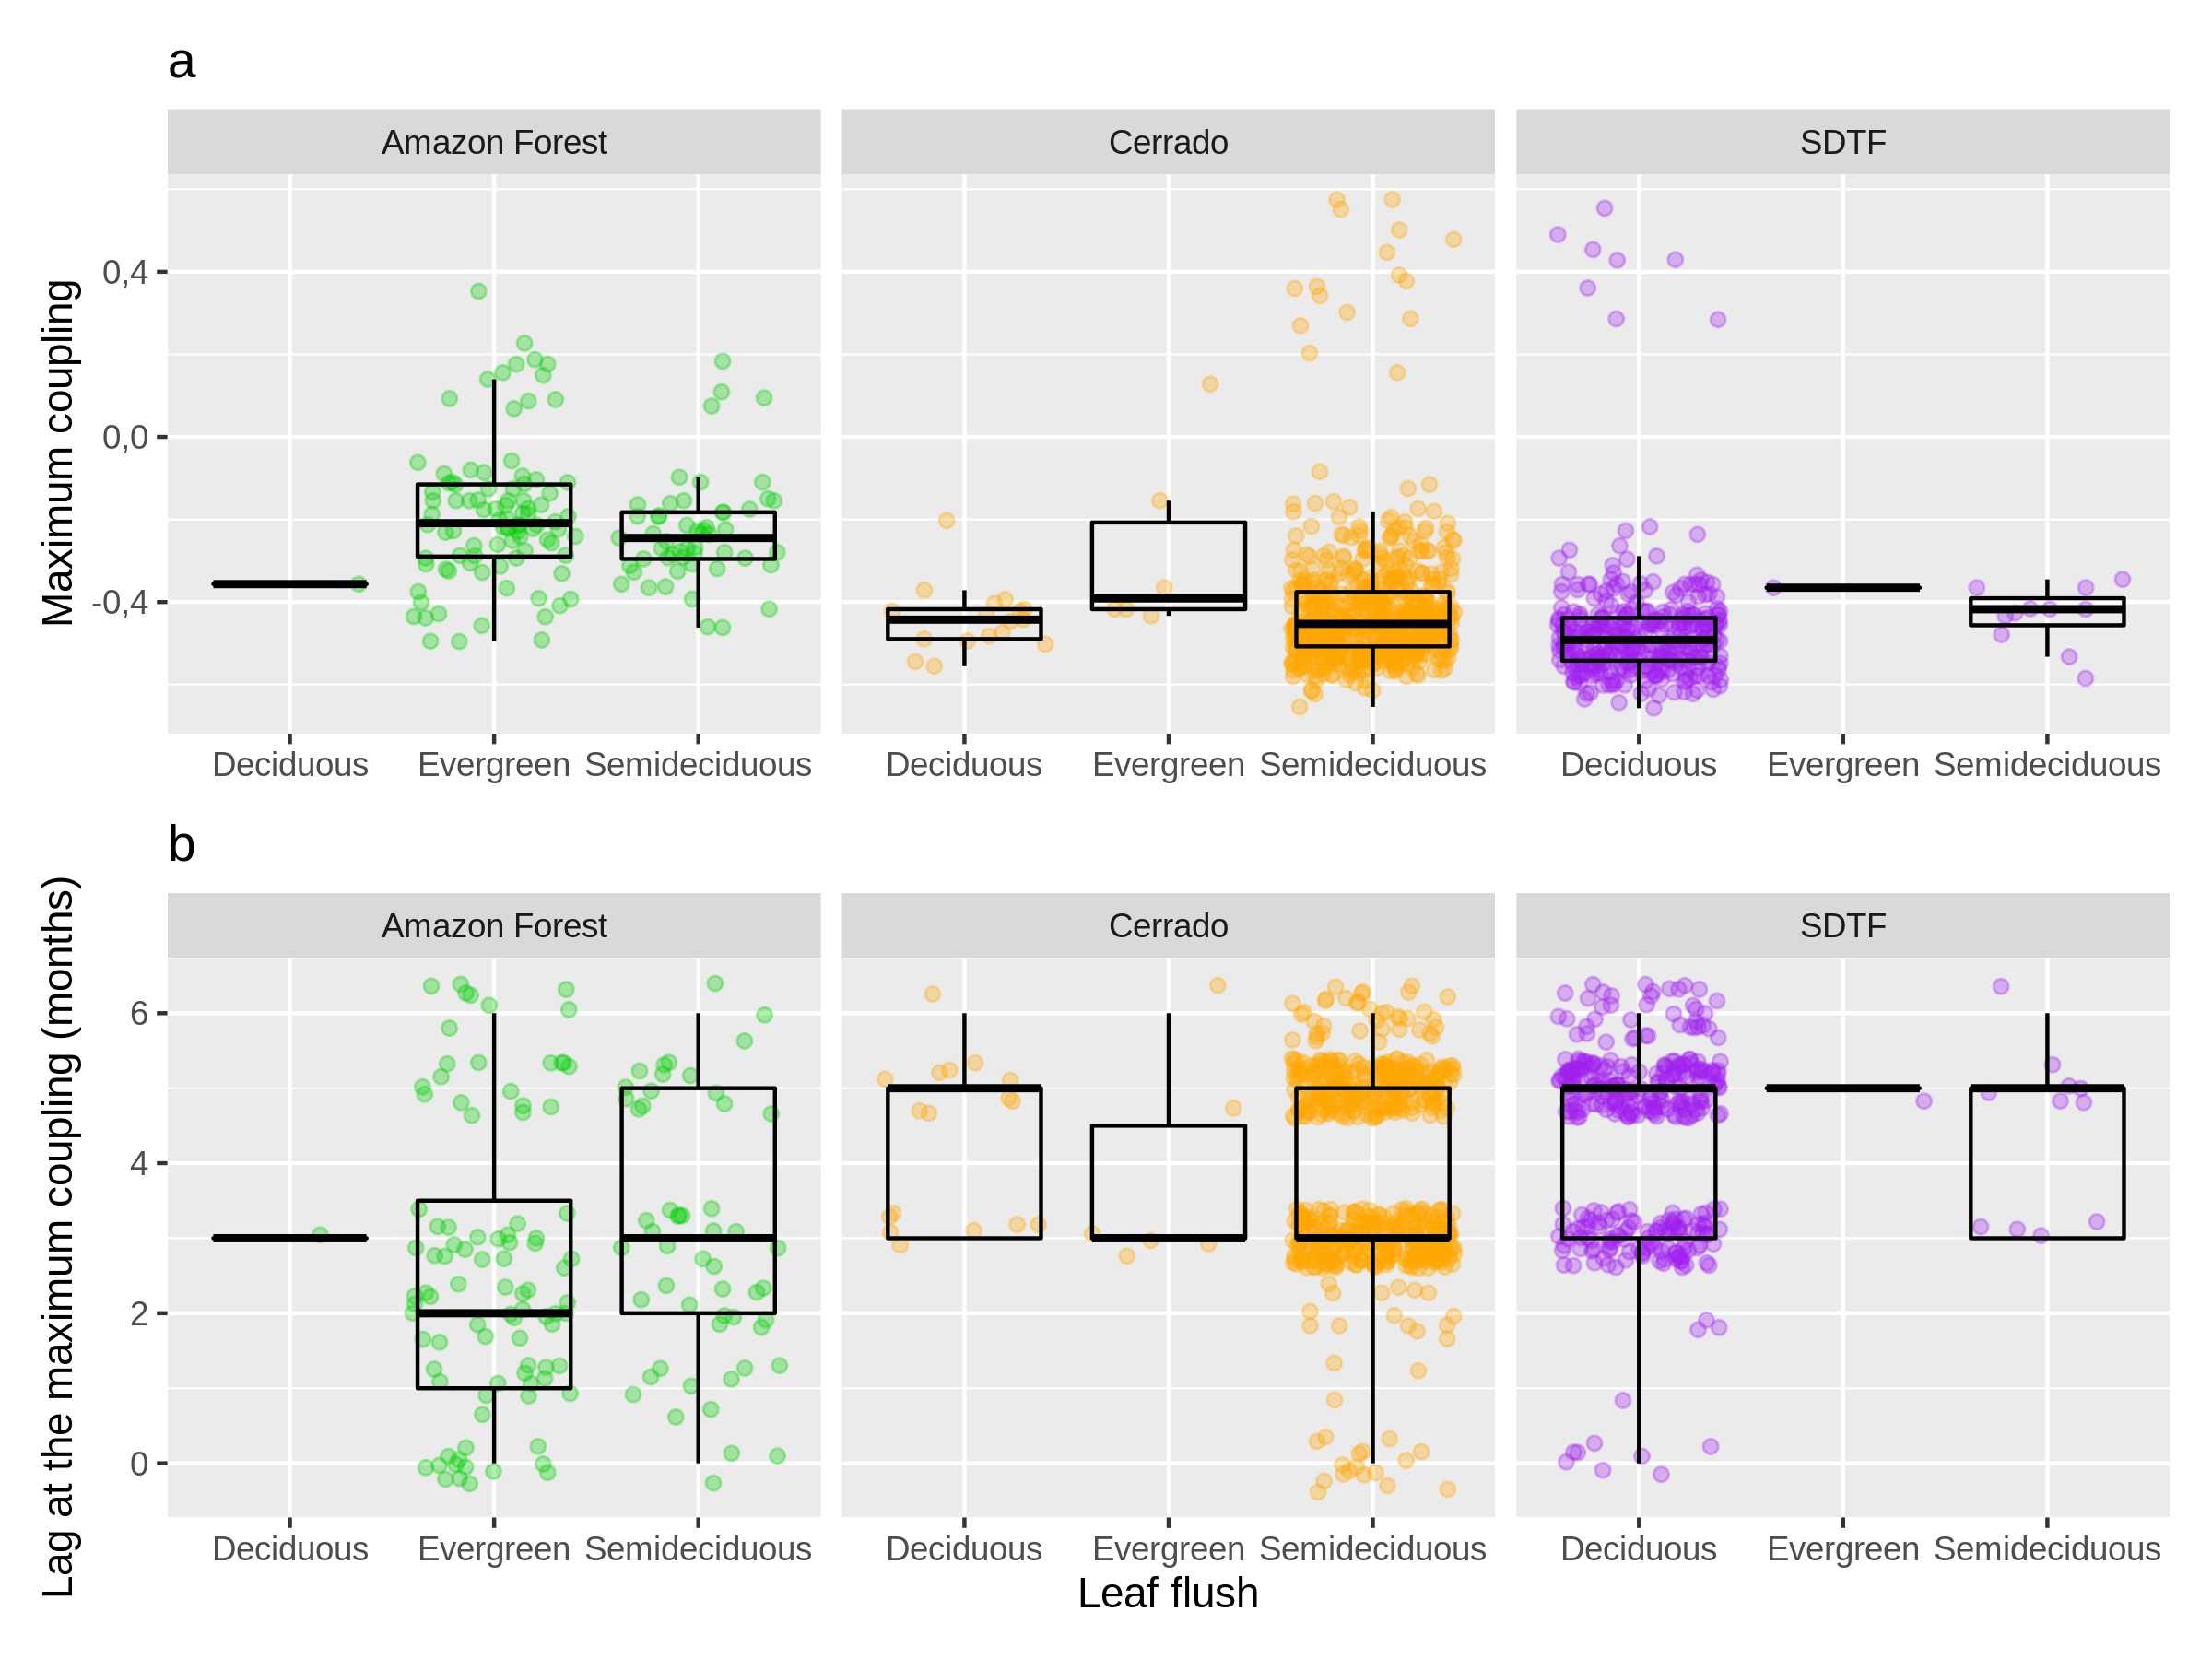 a
Amazon Forest
Cerrado
SDTF
Maximum coupling
0,4
0,0
-0,4
Deciduous
Evergreen
Semideciduous
Deciduous
Evergreen
Semideciduous
Deciduous
Evergreen
Semideciduous
b
Amazon Forest
Cerrado
SDTF
Lag at the maximum coupling (months)
6
4
2
0
Deciduous
Evergreen
Semideciduous
Deciduous
Evergreen
Semideciduous
Deciduous
Evergreen
Semideciduous
Leaf flush